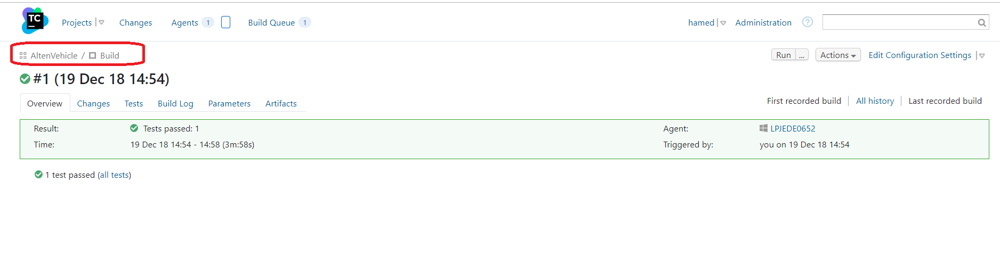 TC
Projects Changes Agents 1 Build Queue 1 hamed Administration ?
AltenVehicle / Build Run ... Actions Edit Configuration Settings
#1 (19 Dec 18 14:54)
Overview Changes Tests Build Log Parameters Artifacts First recorded build All history Last recorded build
Result: Tests passed: 1 Agent: LPJEDE0652
Time: 19 Dec 18 14:54 - 14:58 (3m:58s) Triggered by: you on 19 Dec 18 14:54
1 test passed (all tests)